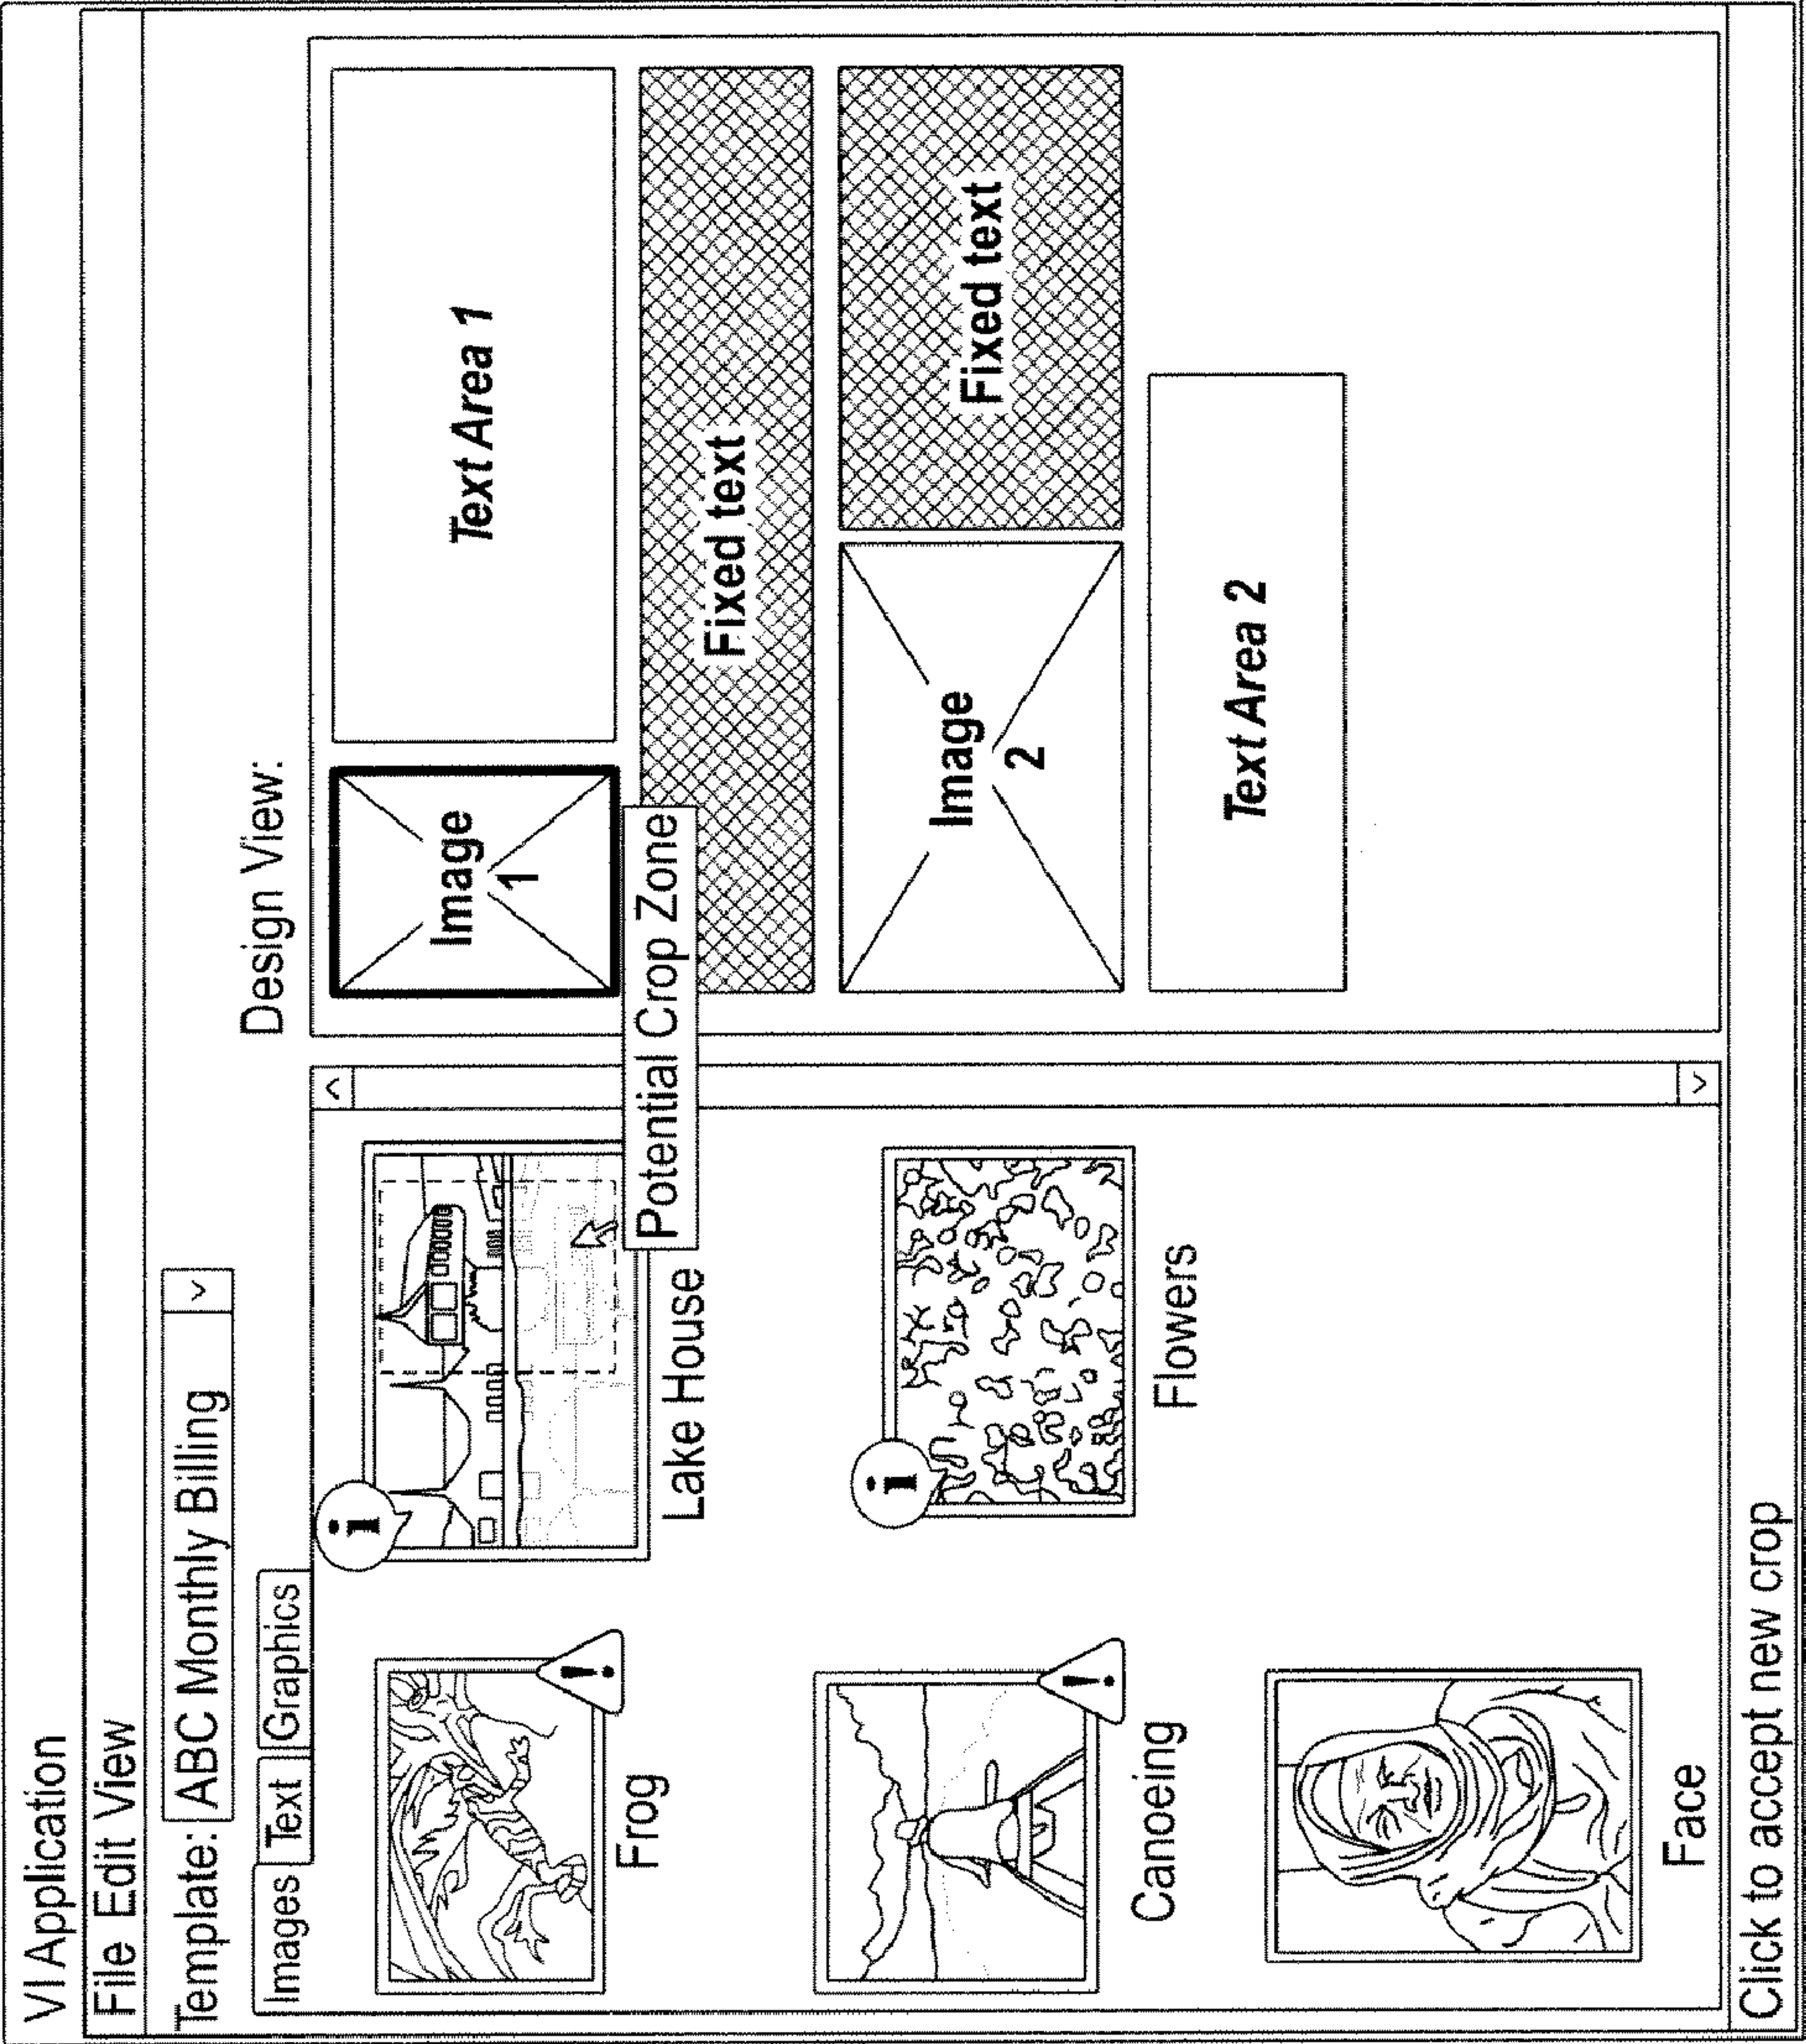 VI Application
File Edit View
Template: ABC Monthly Billing
Images Text Graphics
Design View:
i
Lake House
Potential Crop Zone
!
Frog
i
Flowers
!
Canoeing
Face
Image
1
Text Area 1
Fixed text
Image
2
Fixed text
Text Area 2
Click to accept new crop